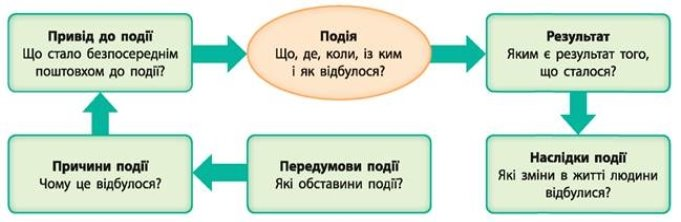 Привід до події
Що стало безпосереднім
поштовхом до події?
Подія
Що, де, коли, із ким
і як відбулося?
Результат
Яким є результат того,
що сталося?
Причини події
Чому це відбулося?
Передумови події
Які обставини події?
Наслідки події
Які зміни в житті людини
відбулися?